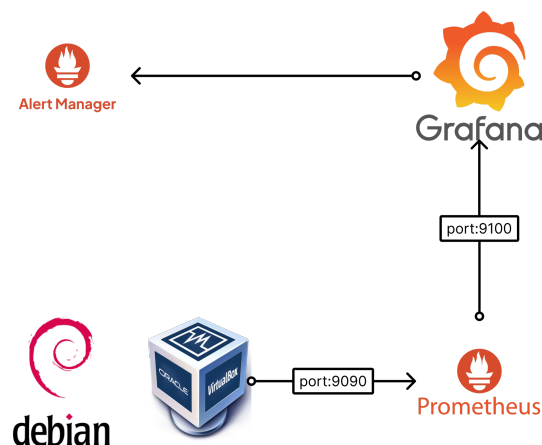 Alert Manager
Grafana
port:9100
debian
ORACLE
VirtualBox
port:9090
Prometheus